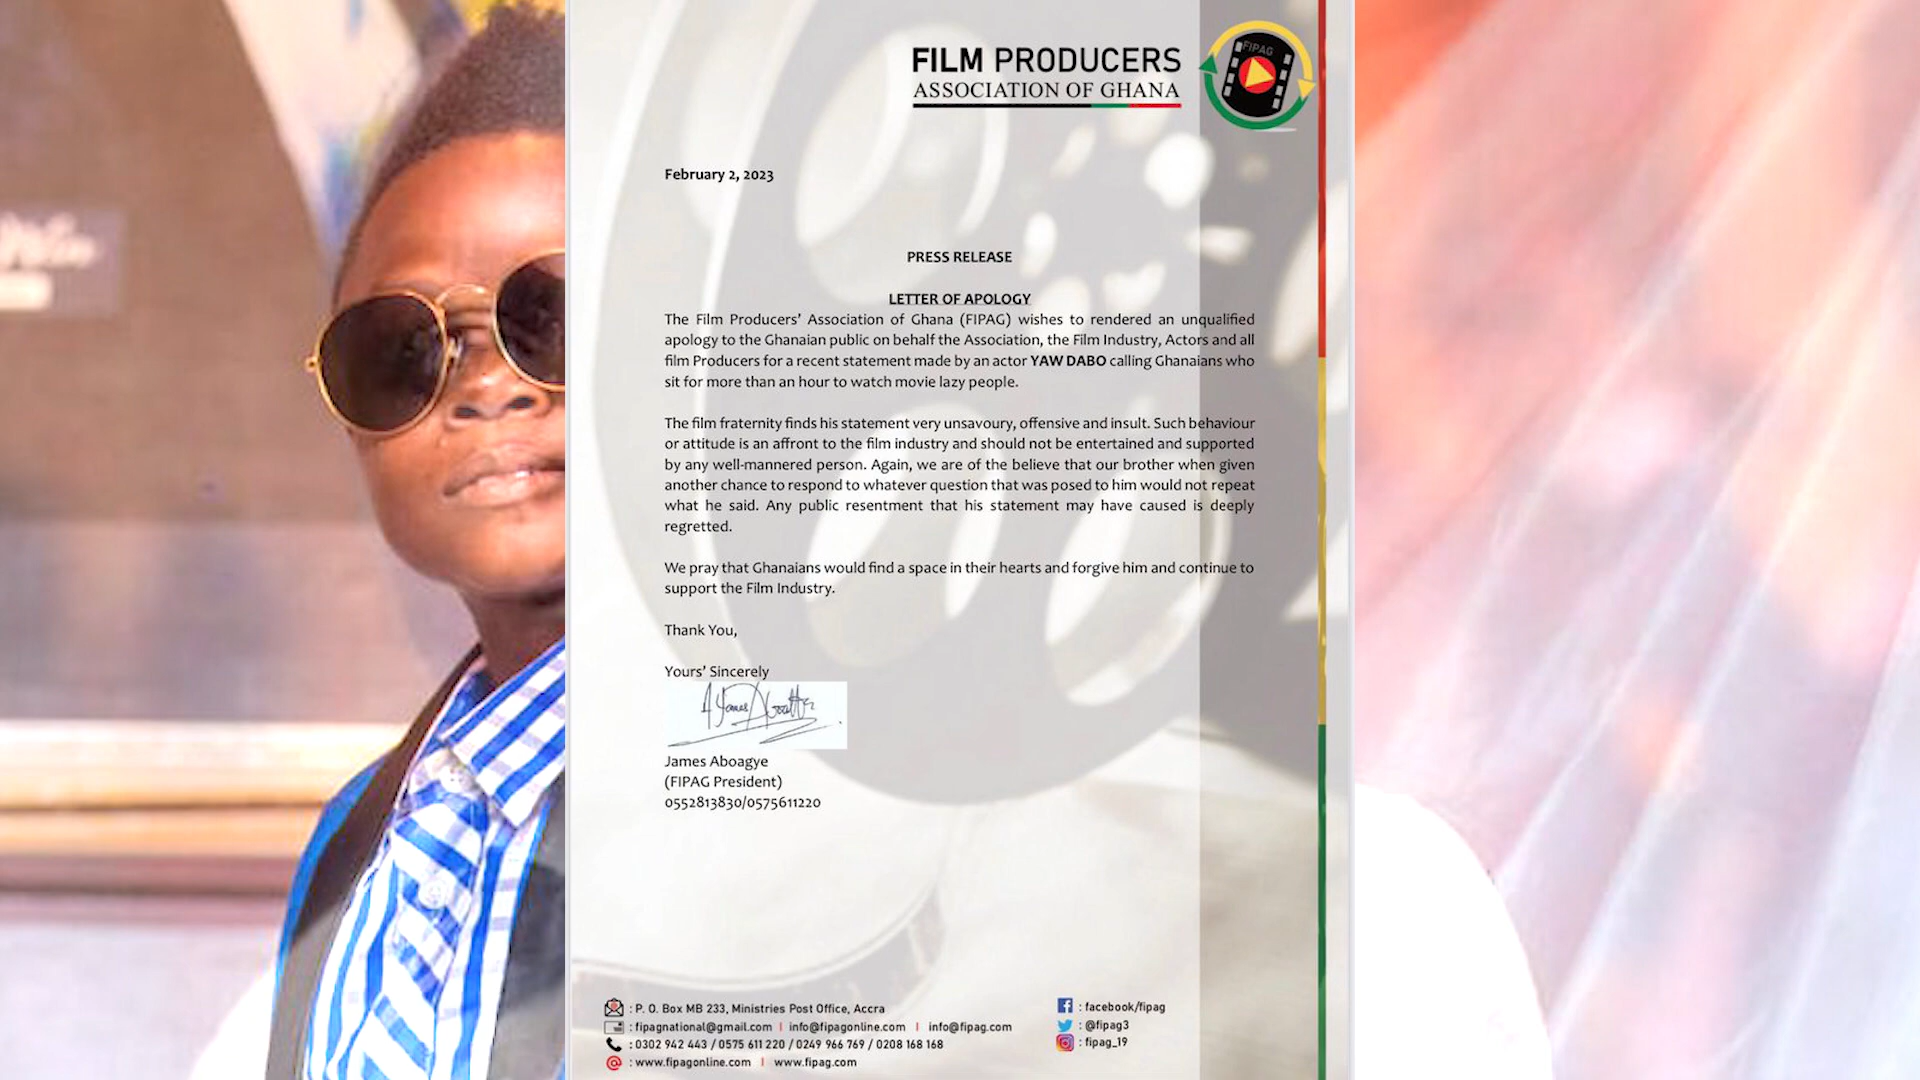 FILM PRODUCERS
ASSOCIATION OF GHANA
FIPAG
February 2, 2023
PRESS RELEASE
LETTER OF APOLOGY
The Film Producers’ Association of Ghana (FIPAG) wishes to rendered an unqualified
apology to the Ghanaian public on behalf the Association, the Film Industry, Actors and all
film Producers for a recent statement made by an actor YAW DABO calling Ghanaians who
sit for more than an hour to watch movie lazy people.
The film fraternity finds his statement very unsavoury, offensive and insult. Such behaviour
or attitude is an affront to the film industry and should not be entertained and supported
by any well-mannered person. Again, we are of the believe that our brother when given
another chance to respond to whatever question that was posed to him would not repeat
what he said. Any public resentment that his statement may have caused is deeply
regretted.
We pray that Ghanaians would find a space in their hearts and forgive him and continue to
support the Film Industry.
Thank You,
Yours’ Sincerely
James Aboagye
(FIPAG President)
0552813830/0575611220
: P. O. Box MB 233, Ministries Post Office, Accra
: fipagnational@gmail.com | info@fipagonline.com | info@fipag.com
: 0302 942 443 / 0575 611 220 / 0249 966 769 / 0208 168 168
: www.fipagonline.com | www.fipag.com
: facebook/fipag
: @fipag3
: fipag_19